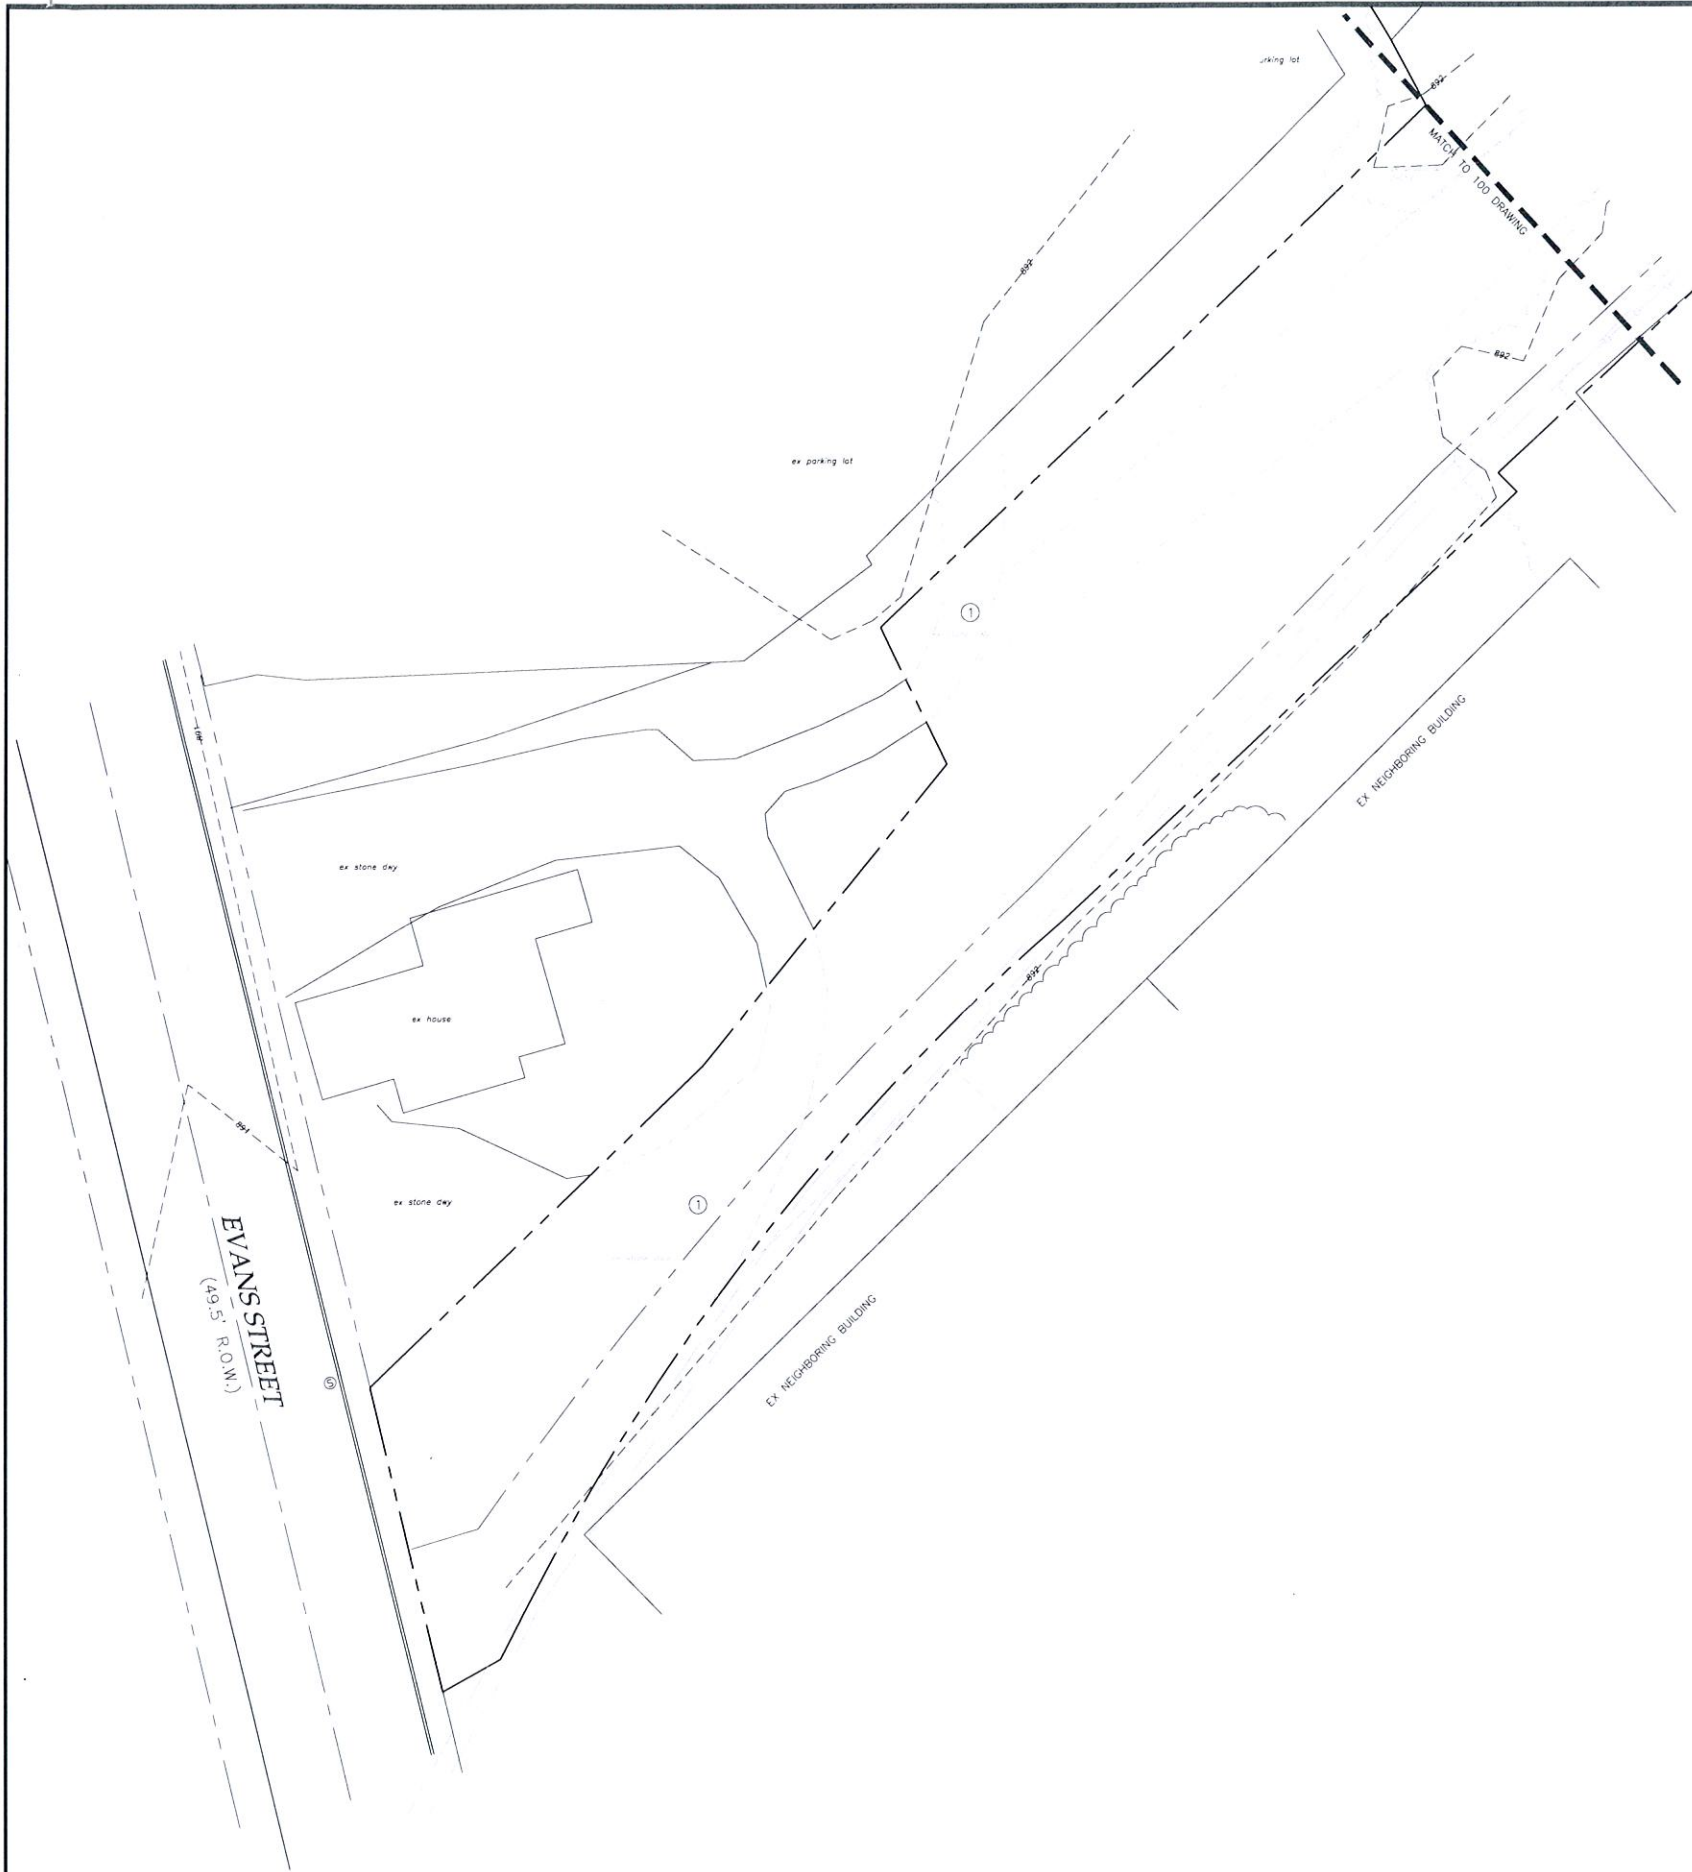 rking lot
892
MATCH TO 100 DRAWING
892
892
ex parking lot
1
EX NEIGHBORING BUILDING
891
ex stone dwy
892
ex house
891
ex stone dwy
1
EVANS STREET
(49.5' R.O.W.)
5
EX NEIGHBORING BUILDING